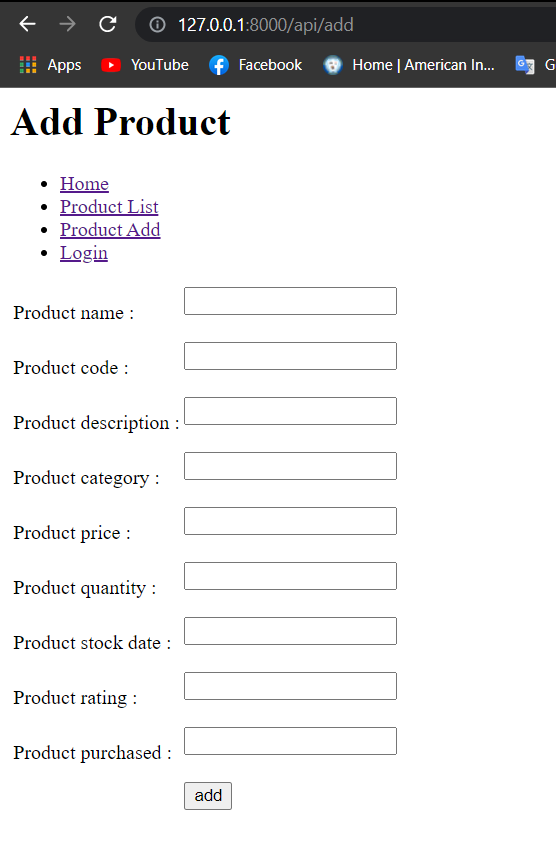 127.0.0.1:8000/api/add
Apps YouTube Facebook Home | American In... G
Add Product
Home
Product List
Product Add
Login
Product name :
Product code :
Product description :
Product category :
Product price :
Product quantity :
Product stock date :
Product rating :
Product purchased :
add